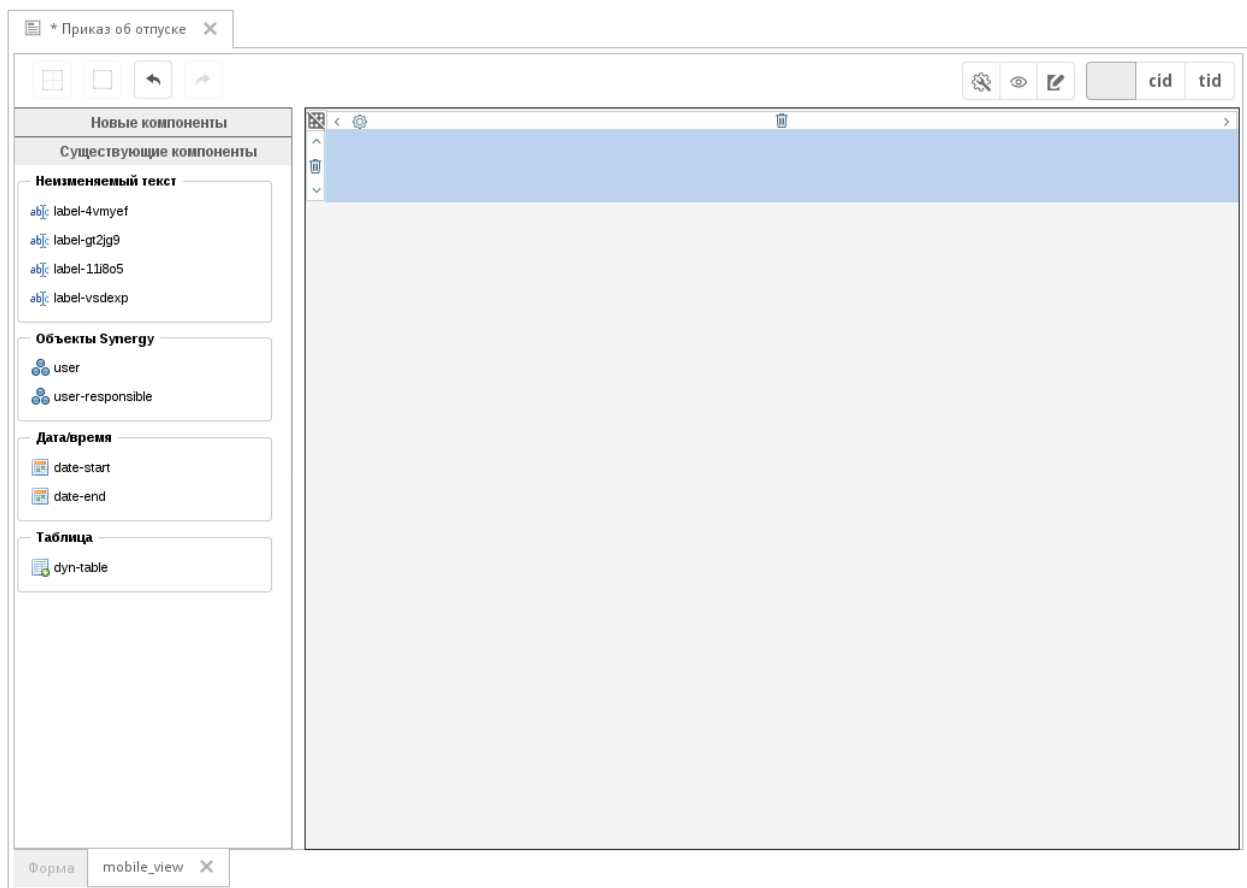 * Приказ об отпуске
cid tid
Новые компоненты
Существующие компоненты
Неизменяемый текст
label-4vmyef
label-gt2jg9
label-11i8o5
label-vsdexp
Объекты Synergy
user
user-responsible
Дата/время
date-start
date-end
Таблица
dyn-table
Форма mobile_view